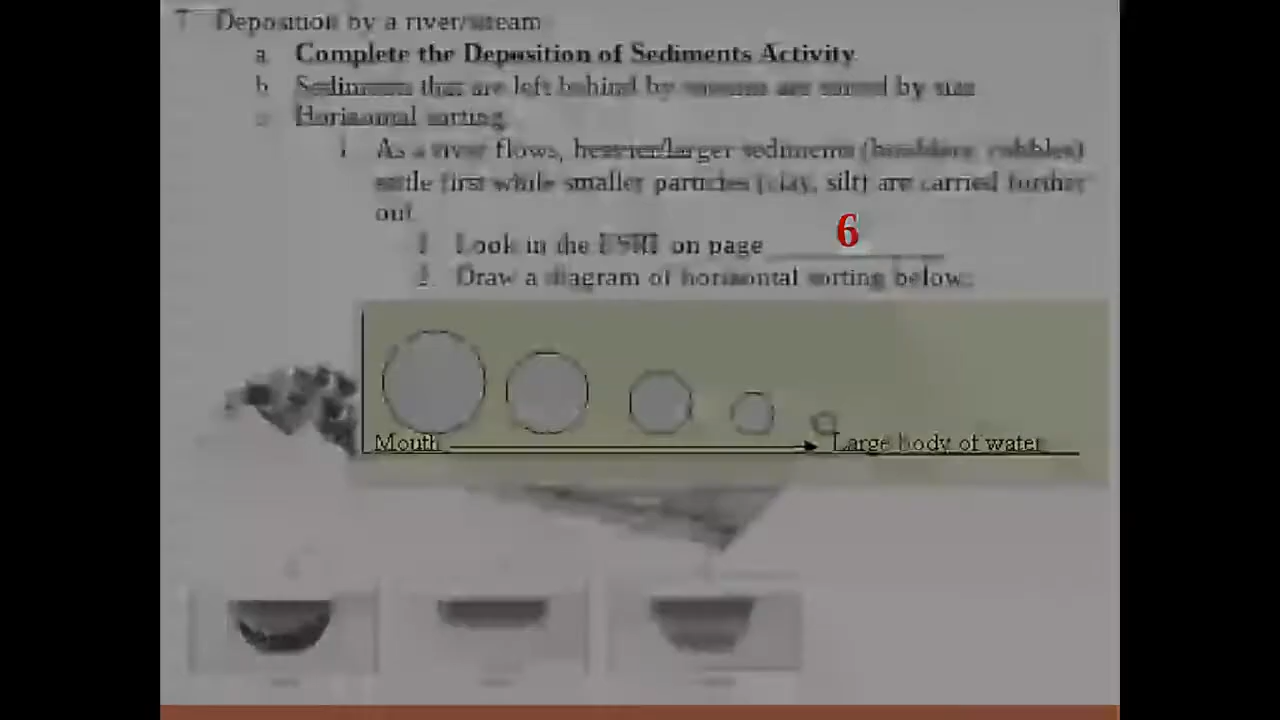 7 Deposition by a river/stream
a. Complete the Deposition of Sediments Activity
b. Sediments that are left behind by streams are sorted by size
c. Horizontal sorting
i. As a river flows, heavier/larger sediments (boulders, cobbles)
settle first while smaller particles (clay, silt) are carried further
out
1. Look in the ESRT on page 6
2. Draw a diagram of horizontal sorting below:
Mouth Large body of water